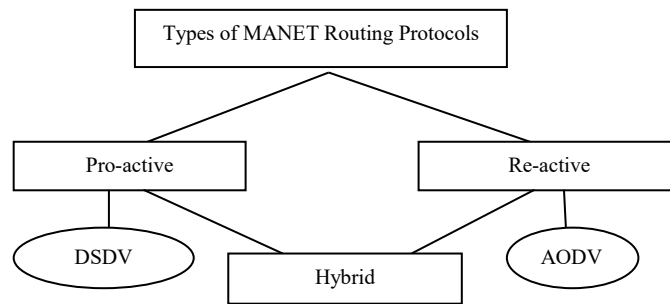 Types of MANET Routing Protocols
Pro-active
Re-active
DSDV
Hybrid
AODV